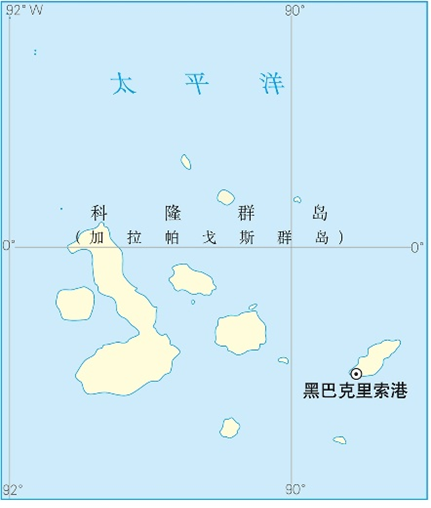 92° W 90°
太 平 洋
科 隆 群 岛
(加 拉 帕 戈 斯 群 岛)
0° 0°
黑巴克里索港
92° 90°